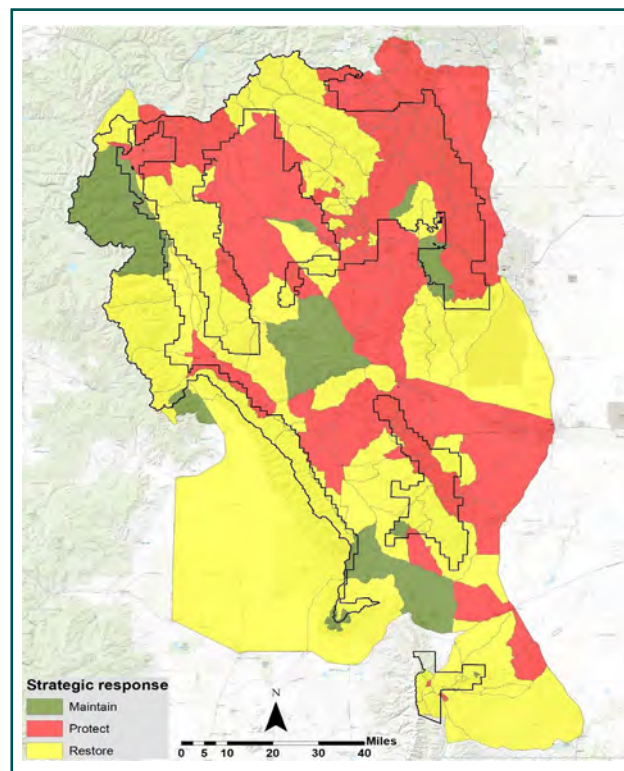 Strategic response
Maintain
Protect
Restore
N
Miles
0 5 10 20 30 40